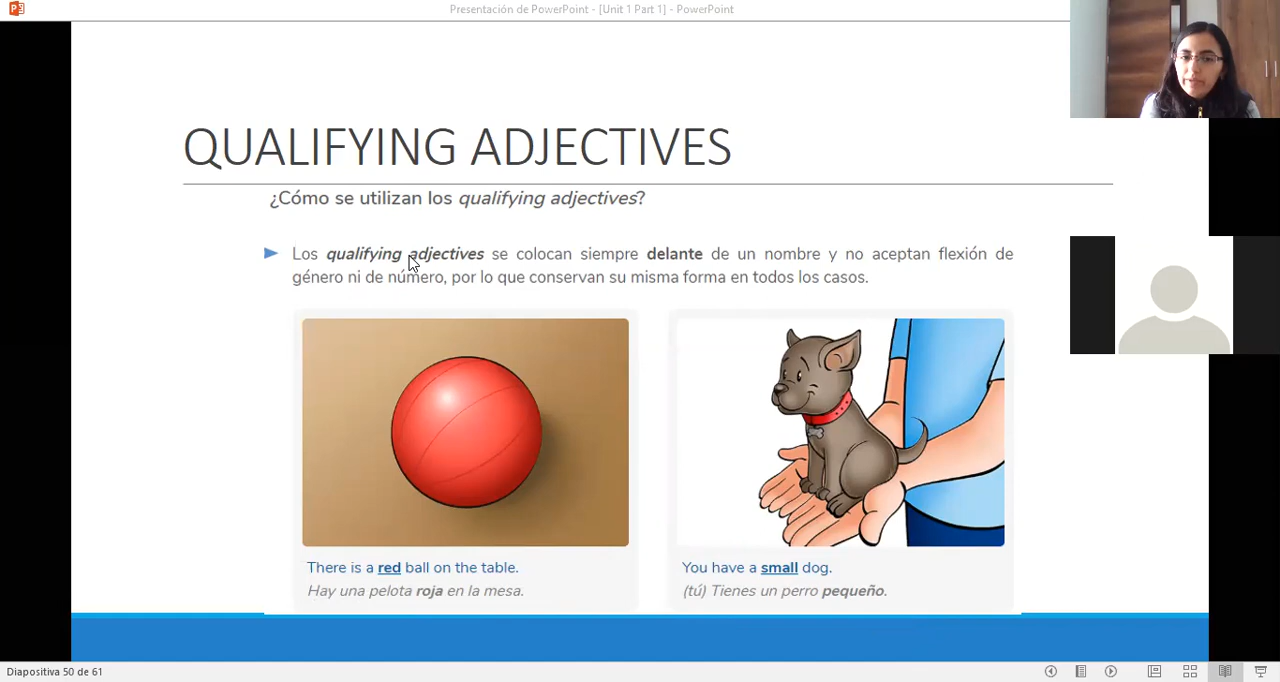 Presentación de PowerPoint - [Unit 1 Part 1] - PowerPoint
QUALIFYING ADJECTIVES
¿Cómo se utilizan los qualifying adjectives?
Los qualifying adjectives se colocan siempre delante de un nombre y no aceptan flexión de
género ni de número, por lo que conservan su misma forma en todos los casos.
There is a red ball on the table.
Hay una pelota roja en la mesa.
You have a small dog.
(tú) Tienes un perro pequeño.
Diapositiva 50 de 61